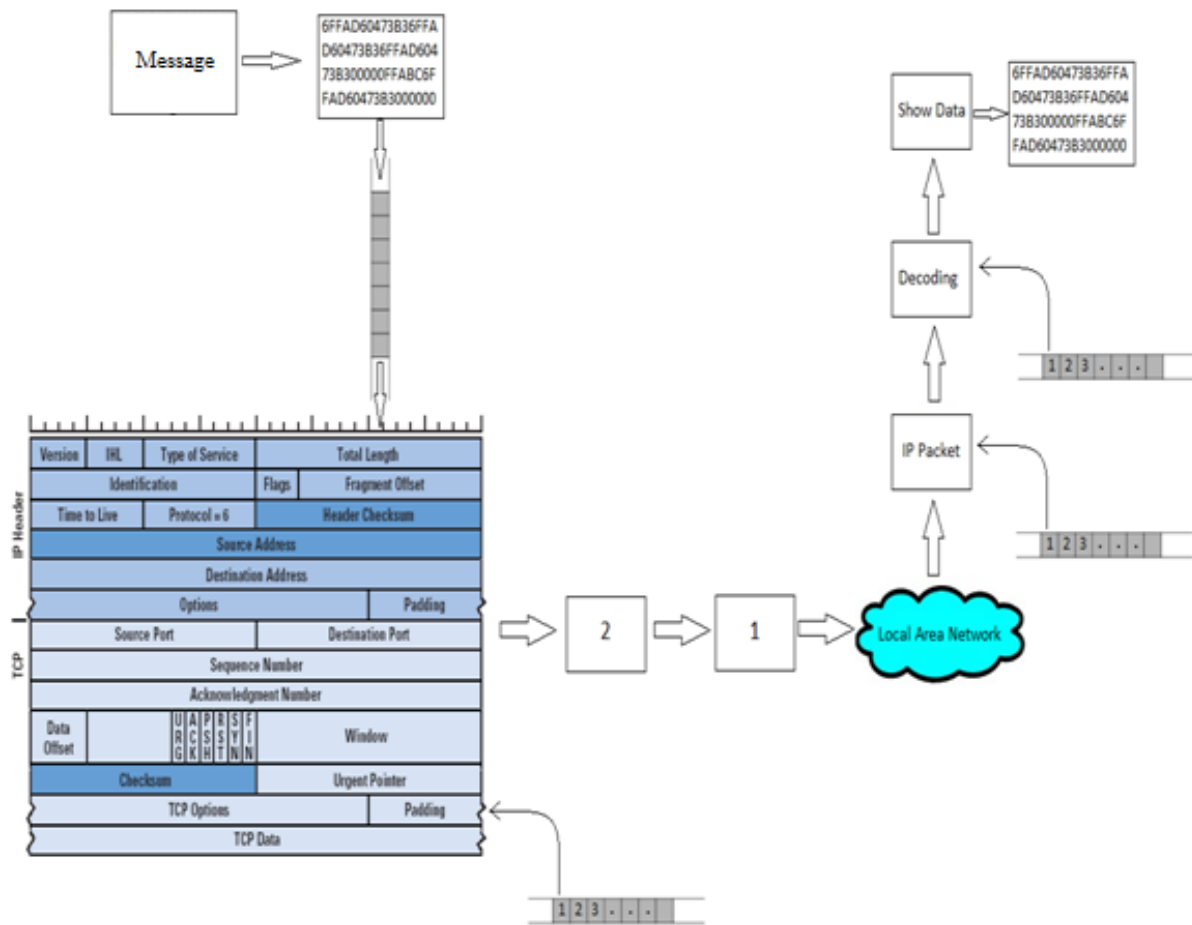 Message
6FFAD60473B36FFA
D60473B36FFAD604
73B300000FFABC6F
FAD60473B3000000
6FFAD60473B36FFA
D60473B36FFAD604
73B300000FFABC6F
FAD60473B3000000
Show Data
Decoding
1 2 3 . . .
IP Packet
1 2 3 . . .
IP Header
Version IHL Type of Service Total Length
Identification Flags Fragment Offset
Time to Live Protocol = 6 Header Checksum
Source Address
Destination Address
Options Padding
TCP
Source Port Destination Port
Sequence Number
Acknowledgment Number
Data
Offset
URG ACK PSH RST SYN FIN
Window
Checksum Urgent Pointer
TCP Options Padding
TCP Data
2
1
Local Area Network
1 2 3 . . .